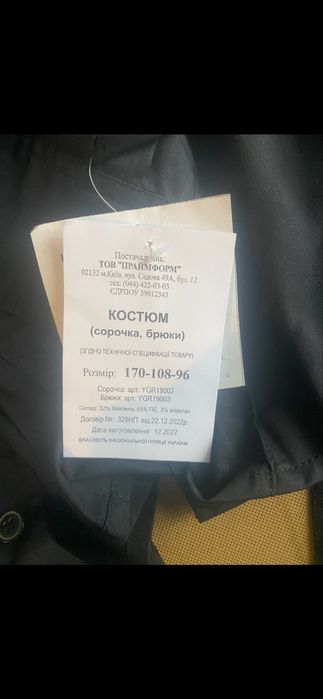 Постачальник:
ТОВ "ПРАЙМФОРМ"
02132 м.Київ, вул. Садова 49А, буд. 12
тел. (044) 422-03-03
ЄДРПОУ 39012343
КОСТЮМ
(сорочка, брюки)
(ЗГІДНО ТЕХНІЧНОЇ СПЕЦИФІКАЦІЇ ТОВАРУ)
Розмір: 170-108-96
Сорочка: арт. YGR19002
Брюки: арт. YGR19003
Склад: 32% бавовна, 65% ПЕ, 3% еластан
Договір №: 329НП від 22.12.2022р.
Дата виготовлення: 12.2022
ВЛАСНІСТЬ НАЦІОНАЛЬНОЇ ПОЛІЦІЇ УКРАЇНИ